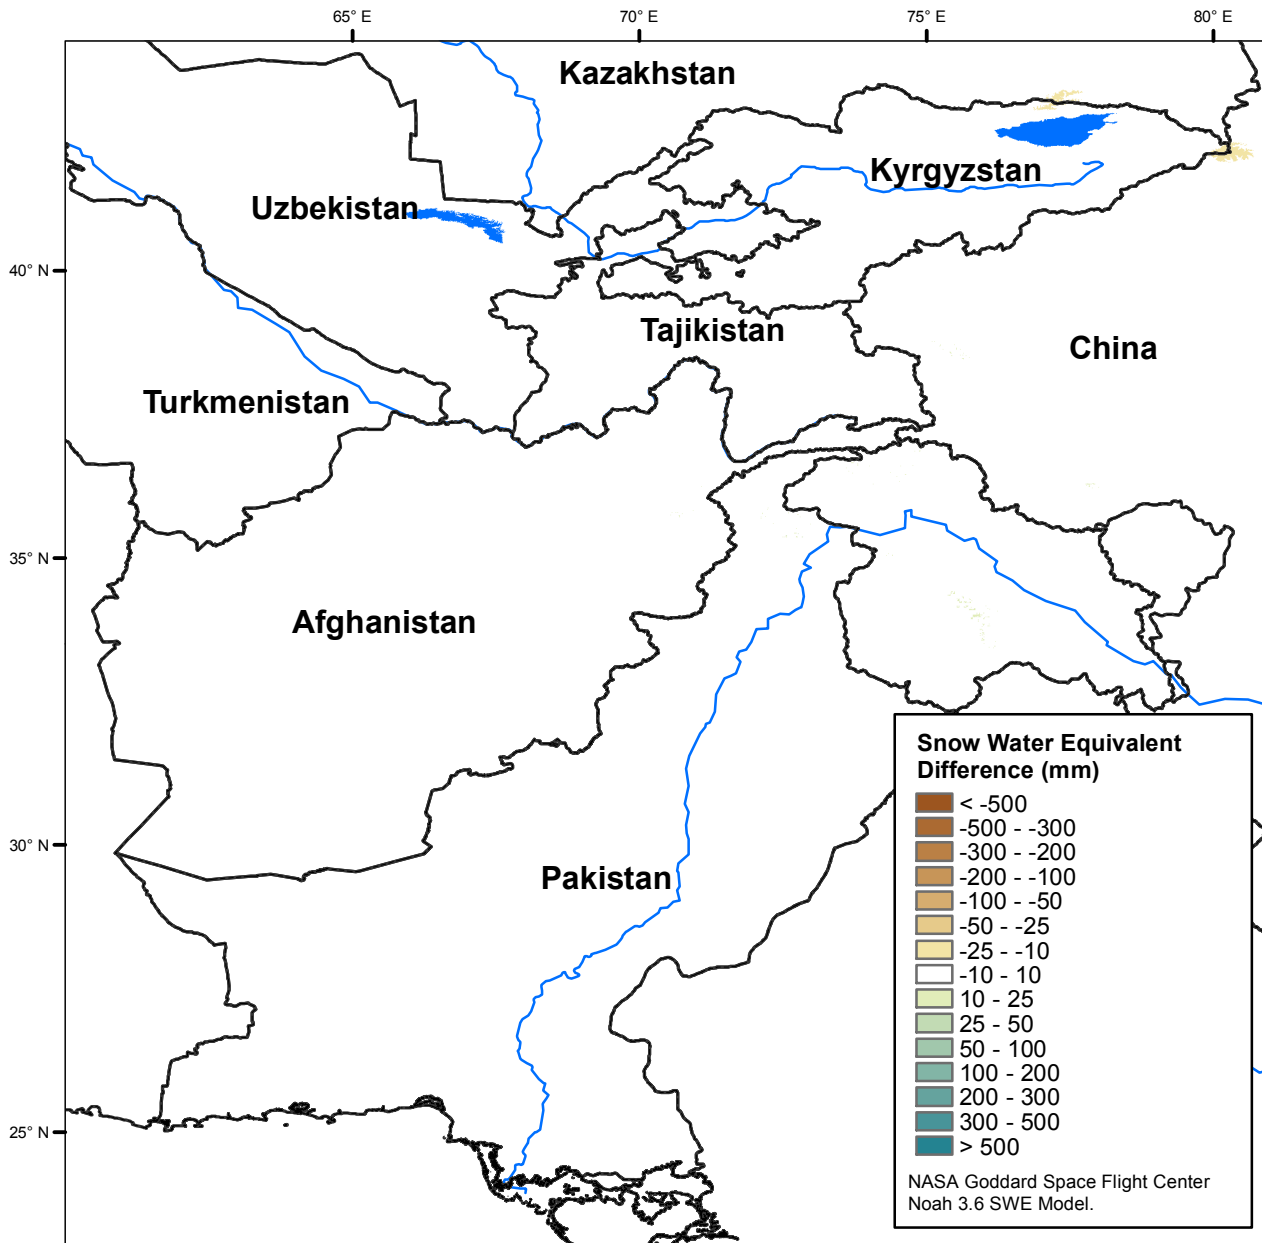 65° E
70° E
75° E
80° E
Kazakhstan
Kyrgyzstan
Uzbekistan
40° N
Tajikistan
China
Turkmenistan
35° N
Afghanistan
Snow Water Equivalent
Difference (mm)
< -500
-500 - -300
-300 - -200
-200 - -100
-100 - -50
-50 - -25
-25 - -10
-10 - 10
10 - 25
25 - 50
50 - 100
100 - 200
200 - 300
300 - 500
> 500
NASA Goddard Space Flight Center
Noah 3.6 SWE Model.
30° N
Pakistan
25° N